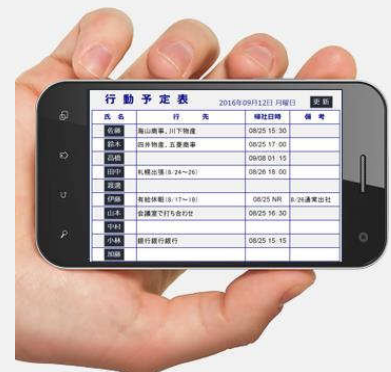 行動予定表 2016年09月12日 月曜日 更新
氏名 行先 帰社日時 備考
佐藤 海山商事,川下物産 08/25 15:30
鈴木 四井物産,五菱商事 08/25 17:00
高橋 09/08 01:15
田中 札幌出張(8/24~26) 08/26 18:00
渡邊
伊藤 有給休暇(8/17~19) 08/25 NR 8/26通常出社
山本 会議室で打ち合わせ 08/25 16:30
中村
小林 銀行銀行銀行 08/25 15:15
加藤